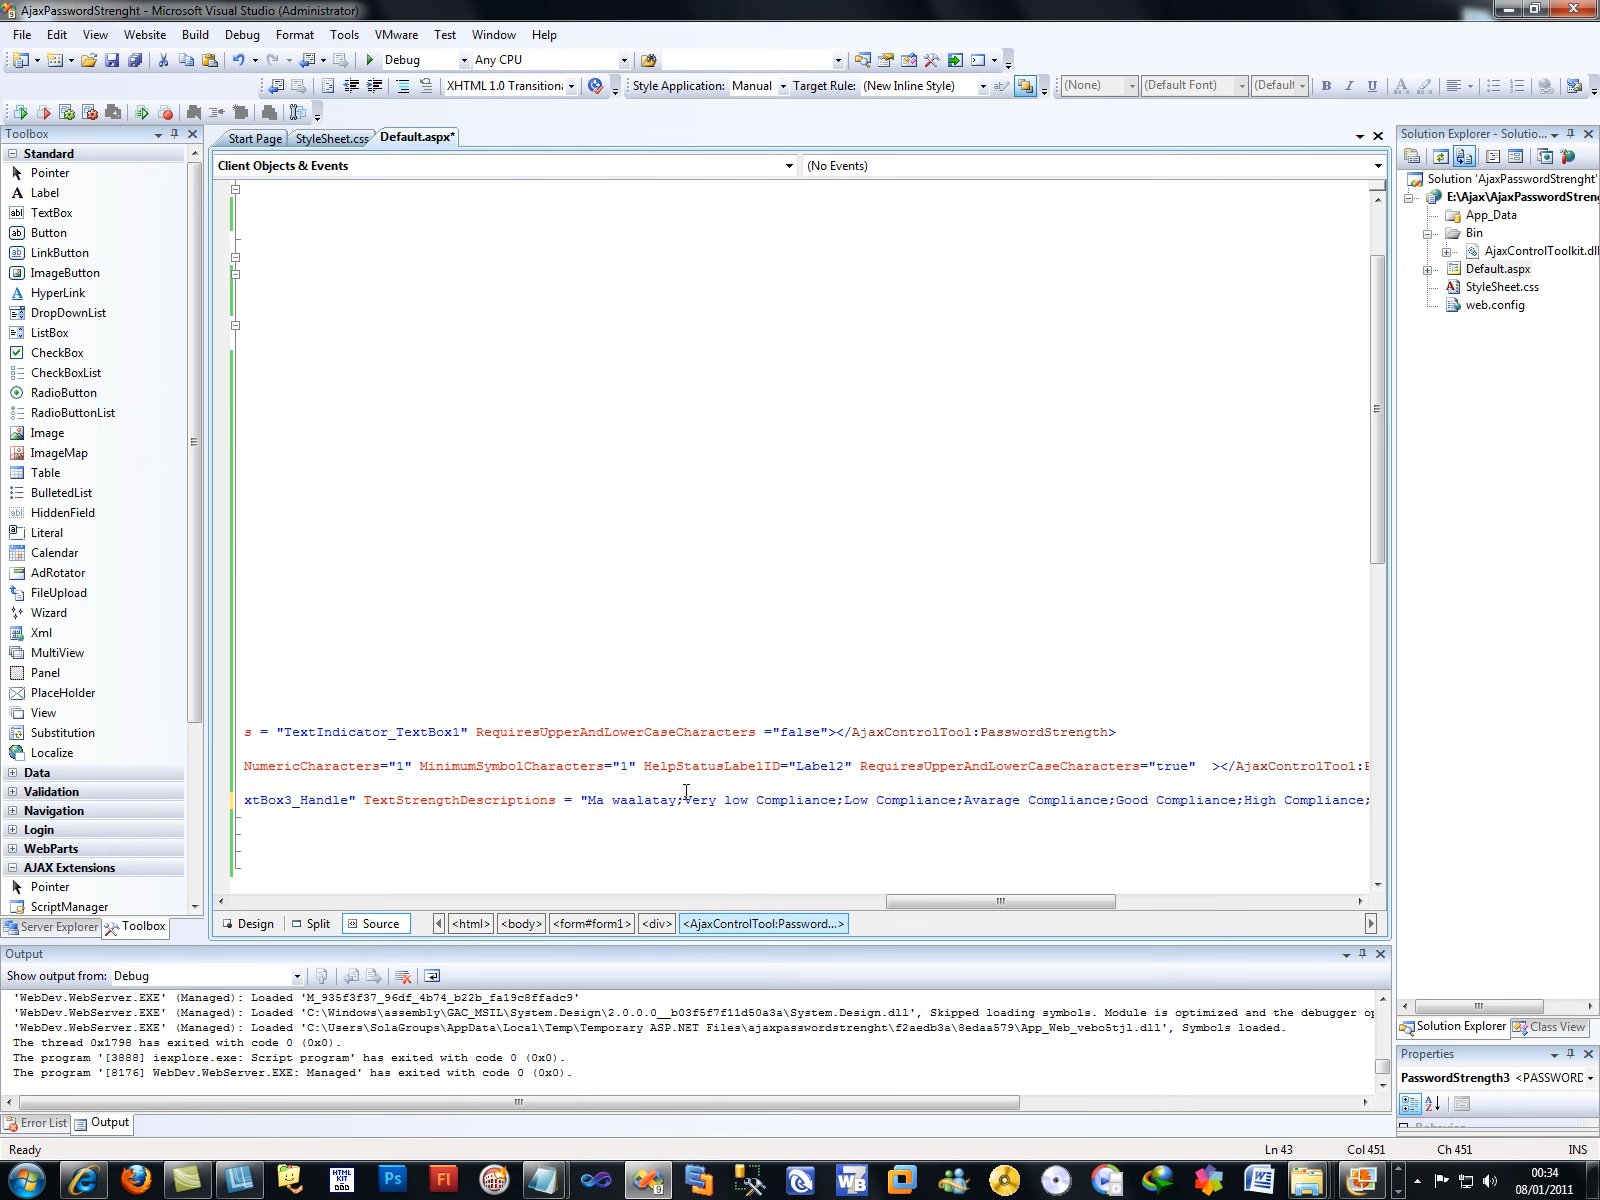 AjaxPasswordStrenght - Microsoft Visual Studio (Administrator)
File Edit View Website Build Debug Format Tools VMware Test Window Help
Debug Any CPU
XHTML 1.0 Transition: Style Application: Manual Target Rule: (New Inline Style) (None) (Default Font) (Default
Toolbox
Start Page StyleSheet.css Default.aspx*
Solution Explorer - Solutio...
Client Objects & Events (No Events)
Standard
Pointer
Label
TextBox
Button
LinkButton
ImageButton
HyperLink
DropDownList
ListBox
CheckBox
CheckBoxList
RadioButton
RadioButtonList
Image
ImageMap
Table
BulletedList
HiddenField
Literal
Calendar
AdRotator
FileUpload
Wizard
Xml
MultiView
Panel
PlaceHolder
View
Substitution
Localize
Data
Validation
Navigation
Login
WebParts
AJAX Extensions
Pointer
ScriptManager
Server Explorer Toolbox
s = "TextIndicator_TextBox1" RequiresUpperAndLowerCaseCharacters ="false"></AjaxControlTool:PasswordStrength>
NumericCharacters="1" MinimumSymbolCharacters="1" HelpStatusLabelID="Label2" RequiresUpperAndLowerCaseCharacters="true" ></AjaxControlTool:P
xtBox3_Handle" TextStrengthDescriptions = "Ma waalatay;Very low Compliance;Low Compliance;Avarage Compliance;Good Compliance;High Compliance;
Design Split Source <html> <body> <form#form1> <div> <AjaxControlTool:Password...>
Solution 'AjaxPasswordStrenght'
E:\Ajax\AjaxPasswordStreng
App_Data
Bin
AjaxControlToolkit.dll
Default.aspx
StyleSheet.css
web.config
Solution Explorer Class View
Properties
PasswordStrength3 <PASSWORD
Output
Show output from: Debug
'WebDev.WebServer.EXE' (Managed): Loaded 'M_935f3f37_96df_4b74_b22b_fa19c8ffadc9'
'WebDev.WebServer.EXE' (Managed): Loaded 'C:\Windows\assembly\GAC_MSIL\System.Design\2.0.0.0__b03f5f7f11d50a3a\System.Design.dll', Skipped loading symbols. Module is optimized and the debugger op
'WebDev.WebServer.EXE' (Managed): Loaded 'C:\Users\SolaGroups\AppData\Local\Temp\Temporary ASP.NET Files\ajaxpasswordstrenght\f2aedb3a\8edaa579\App_Web_vebo5tjl.dll', Symbols loaded.
The thread 0x1798 has exited with code 0 (0x0).
The program '[3888] iexplore.exe: Script program' has exited with code 0 (0x0).
The program '[8176] WebDev.WebServer.EXE: Managed' has exited with code 0 (0x0).
Error List Output
Ready Ln 43 Col 451 Ch 451 INS
HTML KIT
Ps
Fl
WB
00:34
08/01/2011